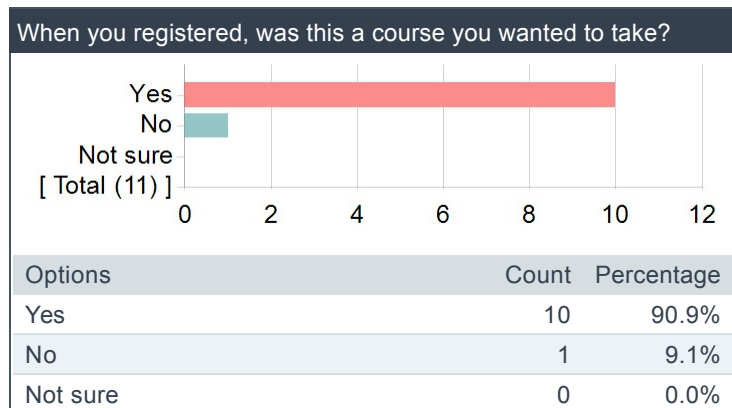 When you registered, was this a course you wanted to take?
Yes
No
Not sure
[ Total (11) ]
0 2 4 6 8 10 12
Options Count Percentage
Yes 10 90.9%
No 1 9.1%
Not sure 0 0.0%